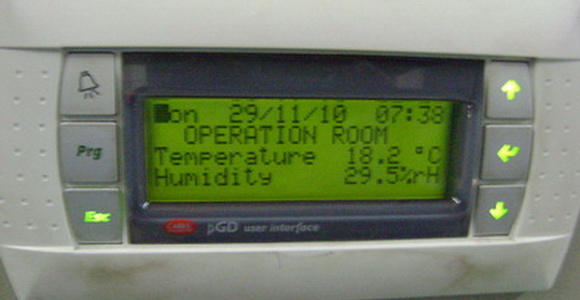 Mon 29/11/10 07:38
OPERATION ROOM
Temperature 18.2 °C
Humidity 29.5%rH
Prg
Esc
CAREL
pGD user interface